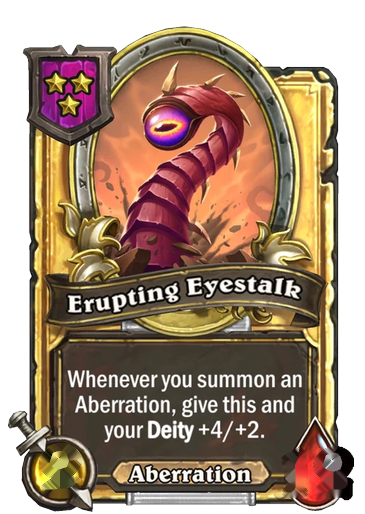 Erupting Eyestalk
Whenever you summon an
Aberration, give this and
your Deity +4/+2.
Aberration